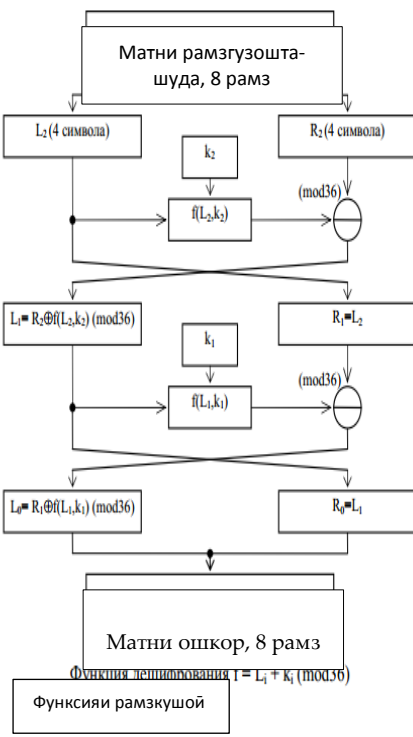 Матни рамзгузошта-
шуда, 8 рамз
L₂ (4 символа)
R₂ (4 символа)
k₂
(mod36)
f(L₂,k₂)
L₁≡ R₂⊕f(L₂,k₂) (mod36)
R₁≡L₂
k₁
(mod36)
f(L₁,k₁)
L₀≡ R₁⊕f(L₁,k₁) (mod36)
R₀≡L₁
Матни ошкор, 8 рамз
Функция дешифрования f = Lᵢ + kᵢ (mod36)
Функсияи рамзкушой